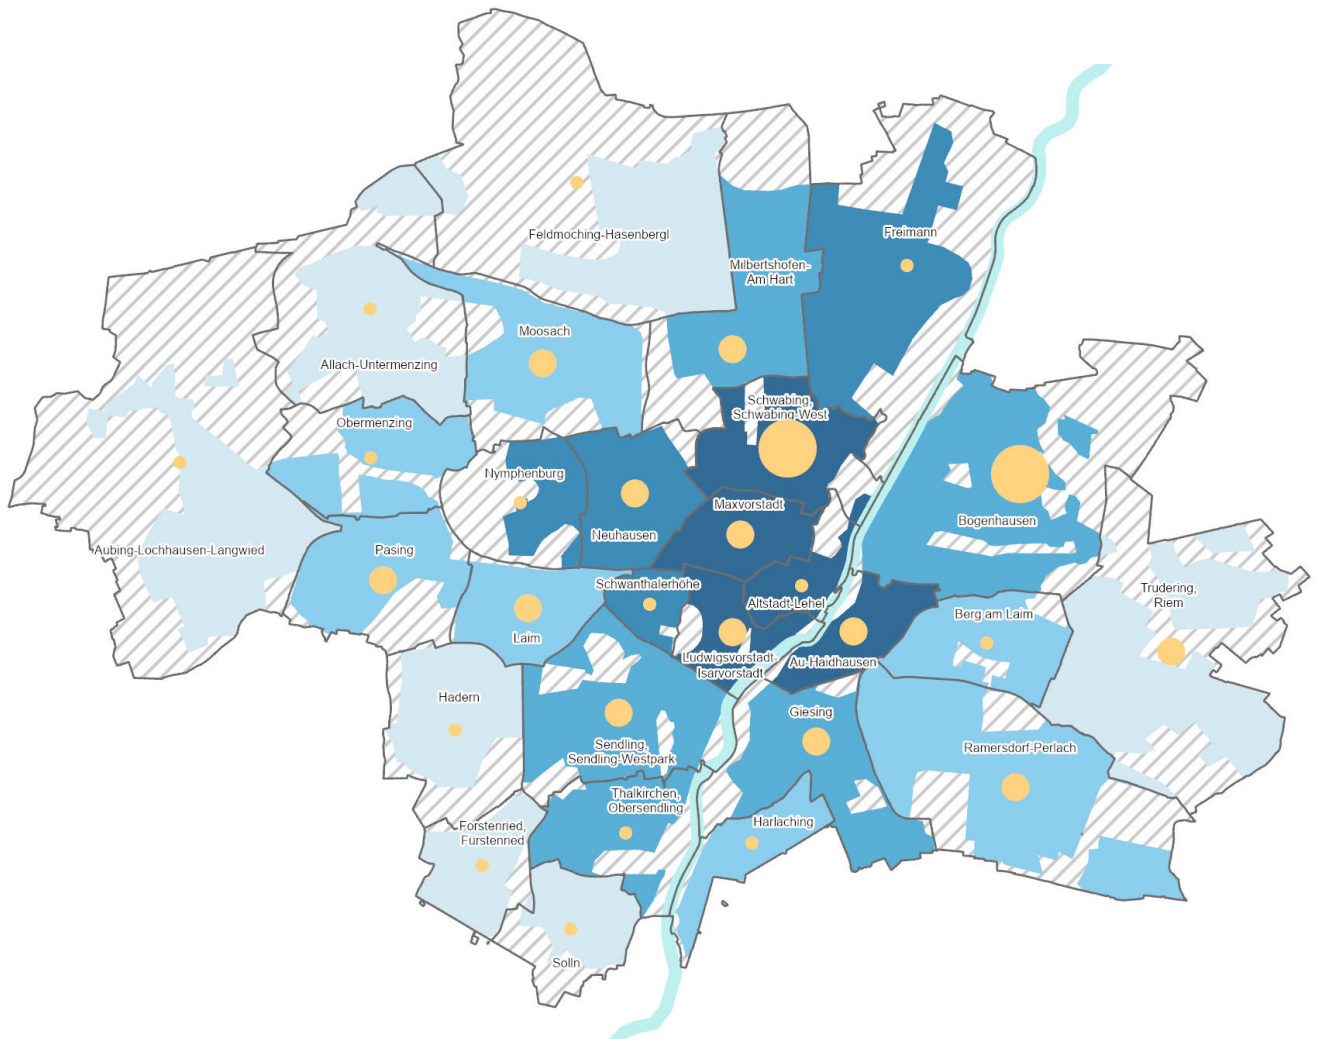 Freimann
Feldmoching-Hasenbergl
Milbertshofen-
Am Hart
Moosach
Allach-Untermenzing
Schwabing,
Schwabing-West
Obermenzing
Nymphenburg
Maxvorstadt
Bogenhausen
Neuhausen
Aubing-Lochhausen-Langwied
Pasing
Schwanthalerhöhe
Altstadt-Lehel
Trudering,
Riem
Berg am Laim
Laim
Ludwigsvorstadt-
Isarvorstadt
Au-Haidhausen
Hadern
Giesing
Sendling,
Sendling-Westpark
Ramersdorf-Perlach
Thalkirchen,
Obersendling
Harlaching
Forstenried,
Fürstenried
Solln